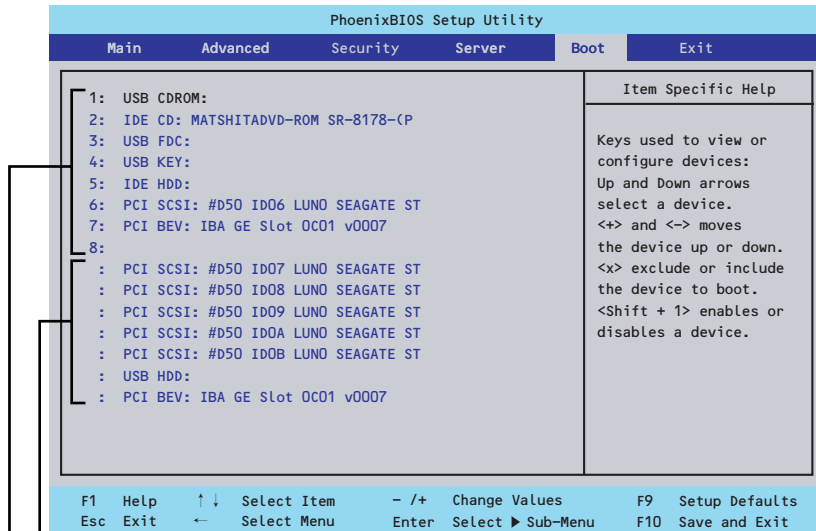 PhoenixBIOS Setup Utility
Main Advanced Security Server Boot Exit
1: USB CDROM:
2: IDE CD: MATSHITADVD-ROM SR-8178-(P
3: USB FDC:
4: USB KEY:
5: IDE HDD:
6: PCI SCSI: #D50 ID06 LUN0 SEAGATE ST
7: PCI BEV: IBA GE Slot 0C01 v0007
8:
: PCI SCSI: #D50 ID07 LUN0 SEAGATE ST
: PCI SCSI: #D50 ID08 LUN0 SEAGATE ST
: PCI SCSI: #D50 ID09 LUN0 SEAGATE ST
: PCI SCSI: #D50 ID0A LUN0 SEAGATE ST
: PCI SCSI: #D50 ID0B LUN0 SEAGATE ST
: USB HDD:
: PCI BEV: IBA GE Slot 0C01 v0007
Item Specific Help
Keys used to view or
configure devices:
Up and Down arrows
select a device.
<+> and <-> moves
the device up or down.
<x> exclude or include
the device to boot.
<Shift + 1> enables or
disables a device.
F1 Help ↑↓ Select Item - /+ Change Values F9 Setup Defaults
Esc Exit ← Select Menu Enter Select ▶ Sub-Menu F10 Save and Exit